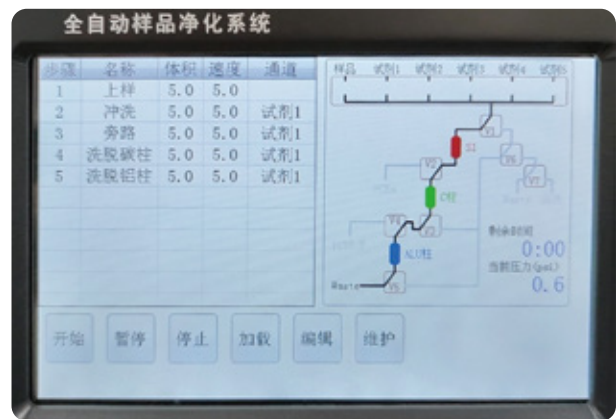 全自动样品净化系统
步骤 名称 体积 速度 通道
1 上样 5.0 5.0
2 冲洗 5.0 5.0 试剂1
3 旁路 5.0 5.0 试剂1
4 洗脱碳柱 5.0 5.0 试剂1
5 洗脱铝柱 5.0 5.0 试剂1
样品 试剂1 试剂2 试剂3 试剂4 试剂5
V1
S1
V6
V2
V7
C柱
V4 V3
ALU柱
剩余时间
0:00
当前压力(psi)
0.6
V5
开始 暂停 停止 加载 编辑 维护